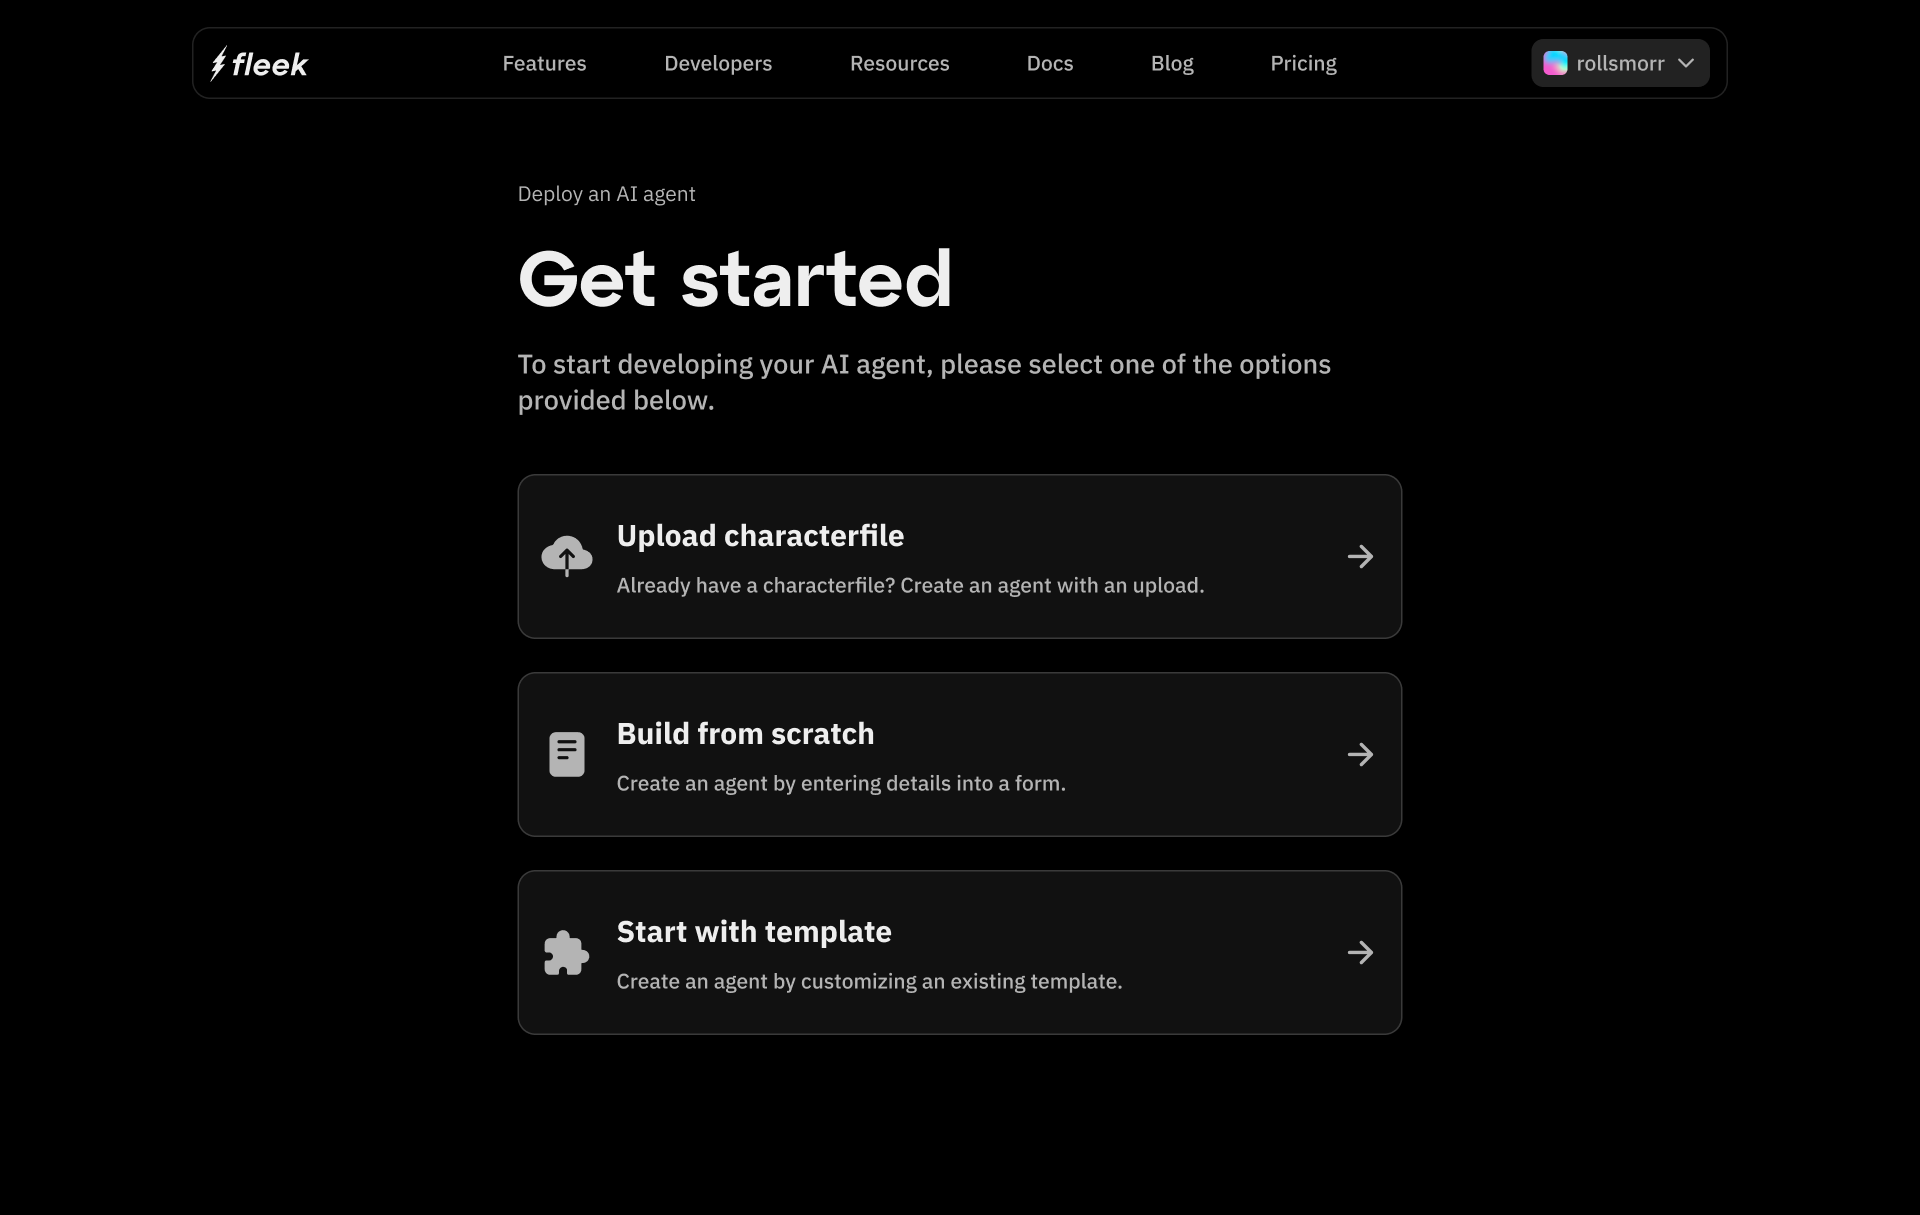 fleek
Features
Developers
Resources
Docs
Blog
Pricing
rollsmorr
Deploy an AI agent
Get started
To start developing your AI agent, please select one of the options
provided below.
Upload characterfile
Already have a characterfile? Create an agent with an upload.
Build from scratch
Create an agent by entering details into a form.
Start with template
Create an agent by customizing an existing template.